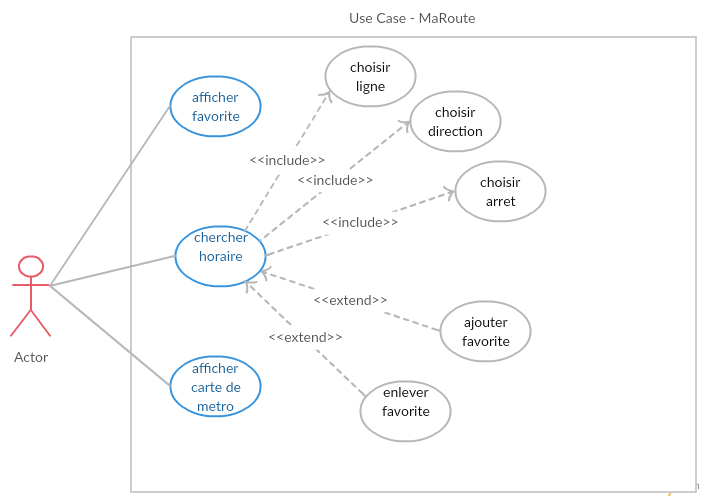 Use Case - MaRoute
choisir
ligne
afficher
favorite
choisir
direction
<<include>>
<<include>>
choisir
arret
<<include>>
chercher
horaire
<<extend>>
ajouter
favorite
<<extend>>
Actor
afficher
carte de
metro
enlever
favorite